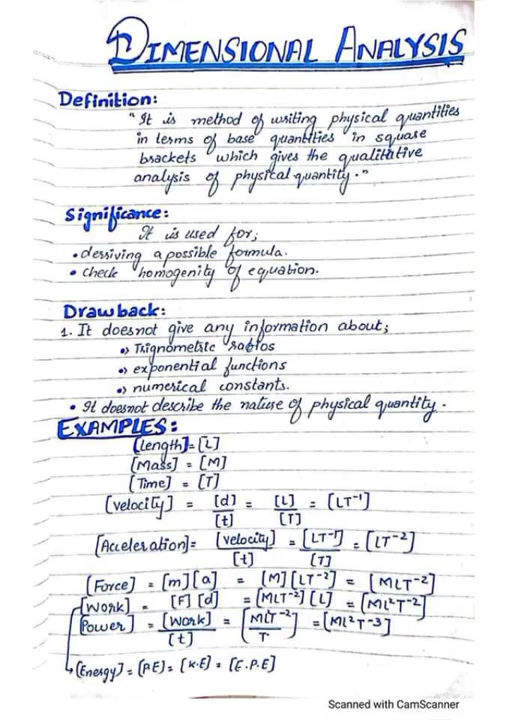 DIMENSIONAL ANALYSIS
Definition:
"It is method of writing physical quantities
in terms of base quantities in square
brackets which gives the qualitative
analysis of physical quantity."
Significance:
It is used for;
• derriving a possible formula.
• check homogenity of equation.
Drawback:
1. It doesnot give any information about;
•) Trignometric ratios
•) exponential functions
•) numerical constants.
• It doesnot describe the nature of physical quantity.
EXAMPLES:
[Length] = [L]
[Mass] = [M]
[Time] = [T]
[velocity] = [d]/[t] = [L]/[T] = [LT⁻¹]
[Acceleration] = [velocity]/[t] = [LT⁻¹]/[T] = [LT⁻²]
[Force] = [m][a] = [M][LT⁻²] = [MLT⁻²]
[Work] = [F][d] = [MLT⁻²][L] = [ML²T⁻²]
[Power] = [Work]/[t] = [ML²T⁻²/T] = [ML²T⁻³]
[Energy] = [P.E] = [K.E] = [E.P.E]
Scanned with CamScanner